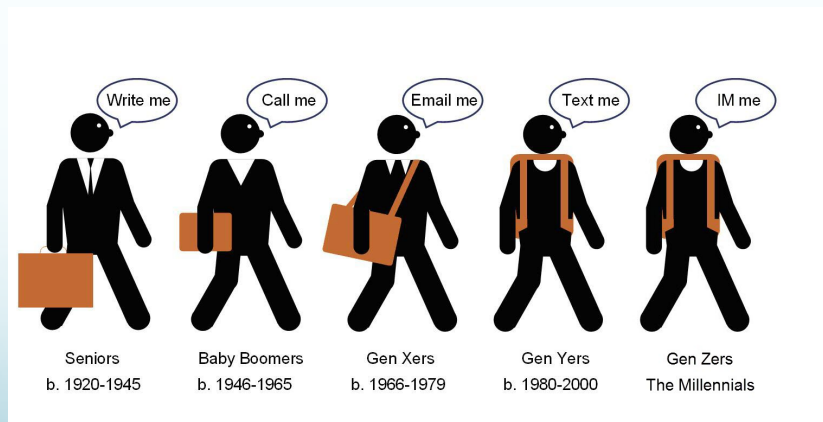 Write me
Call me
Email me
Text me
IM me
Seniors
b. 1920-1945
Baby Boomers
b. 1946-1965
Gen Xers
b. 1966-1979
Gen Yers
b. 1980-2000
Gen Zers
The Millennials